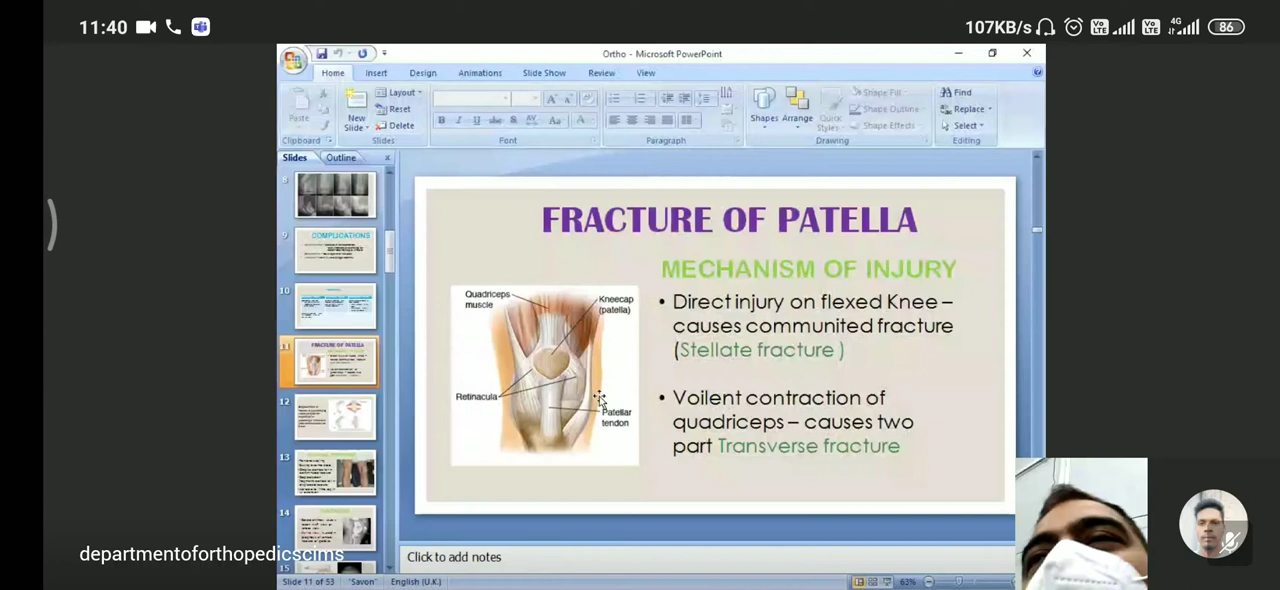 11:40
107KB/s
4G
86
Ortho - Microsoft PowerPoint
Home Insert Design Animations Slide Show Review View
Paste
New Slide
Layout
Reset
Delete
Shapes Arrange Quick Styles
Shape Fill
Shape Outline
Shape Effects
Find
Replace
Select
Clipboard Slides Font Paragraph Drawing Editing
Slides Outline
8
9
COMPLICATIONS
10
11
FRACTURE OF PATELLA
12
13
14
15
FRACTURE OF PATELLA
MECHANISM OF INJURY
Quadriceps
muscle
Kneecap
(patella)
Retinacula
Patellar
tendon
• Direct injury on flexed Knee –
causes communited fracture
(Stellate fracture )
• Voilent contraction of
quadriceps – causes two
part Transverse fracture
departmentoforthopedicscims
Click to add notes
Slide 11 of 53 "Savon" English (U.K.) 63%